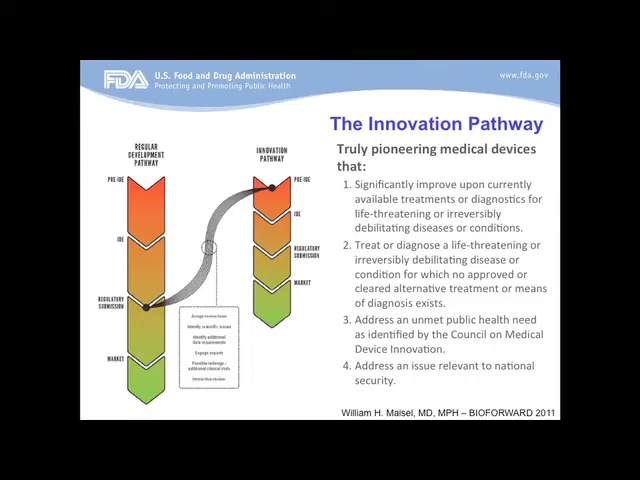 FDA U.S. Food and Drug Administration
Protecting and Promoting Public Health
www.fda.gov
The Innovation Pathway
REGULAR
DEVELOPMENT
PATHWAY
PRE-IDE
IDE
REGULATORY
SUBMISSION
MARKET
INNOVATION
PATHWAY
PRE-IDE
IDE
REGULATORY
SUBMISSION
MARKET
Assign review team
Identify scientific issues
Identify additional
data requirements
Engage experts
Possible redesign /
additional clinical trials
Interactive review
Truly pioneering medical devices
that:
1. Significantly improve upon currently
available treatments or diagnostics for
life-threatening or irreversibly
debilitating diseases or conditions.
2. Treat or diagnose a life-threatening or
irreversibly debilitating disease or
condition for which no approved or
cleared alternative treatment or means
of diagnosis exists.
3. Address an unmet public health need
as identified by the Council on Medical
Device Innovation.
4. Address an issue relevant to national
security.
William H. Maisel, MD, MPH – BIOFORWARD 2011